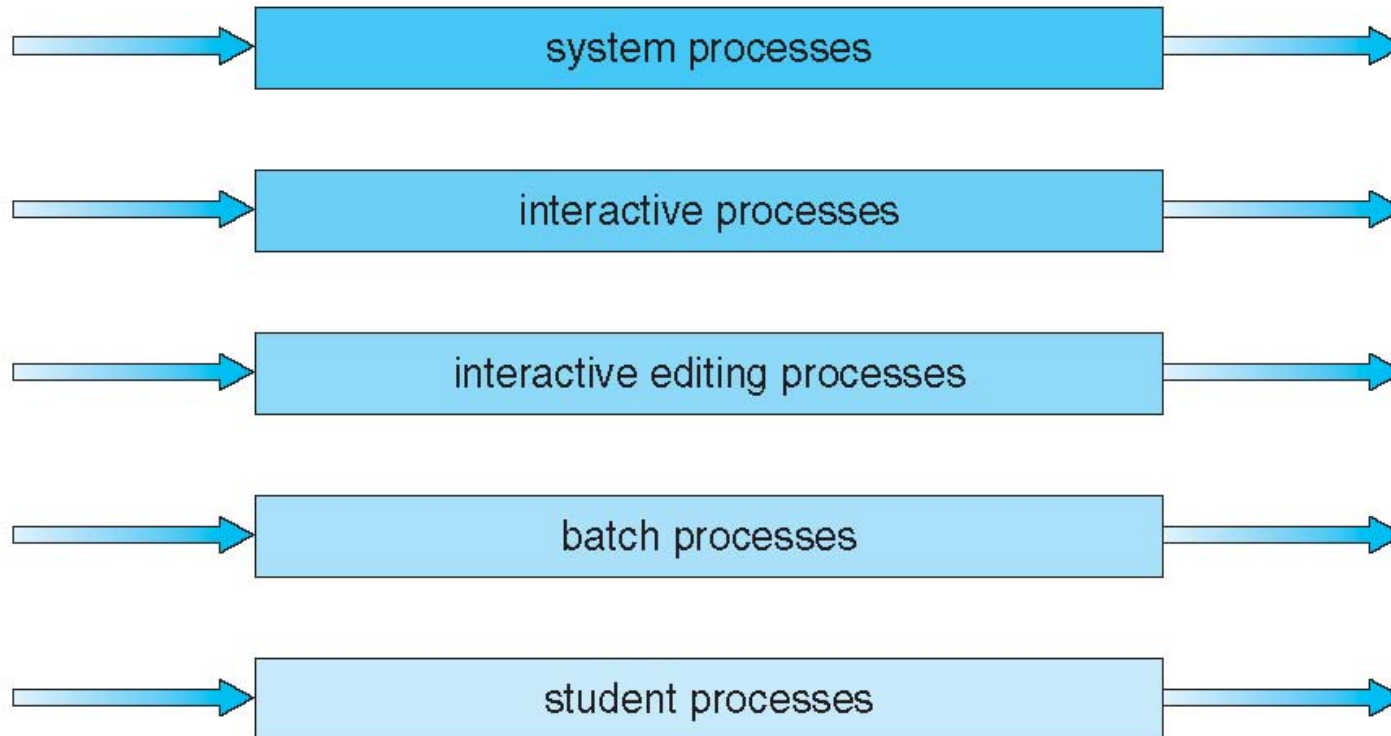 system processes
interactive processes
interactive editing processes
batch processes
student processes